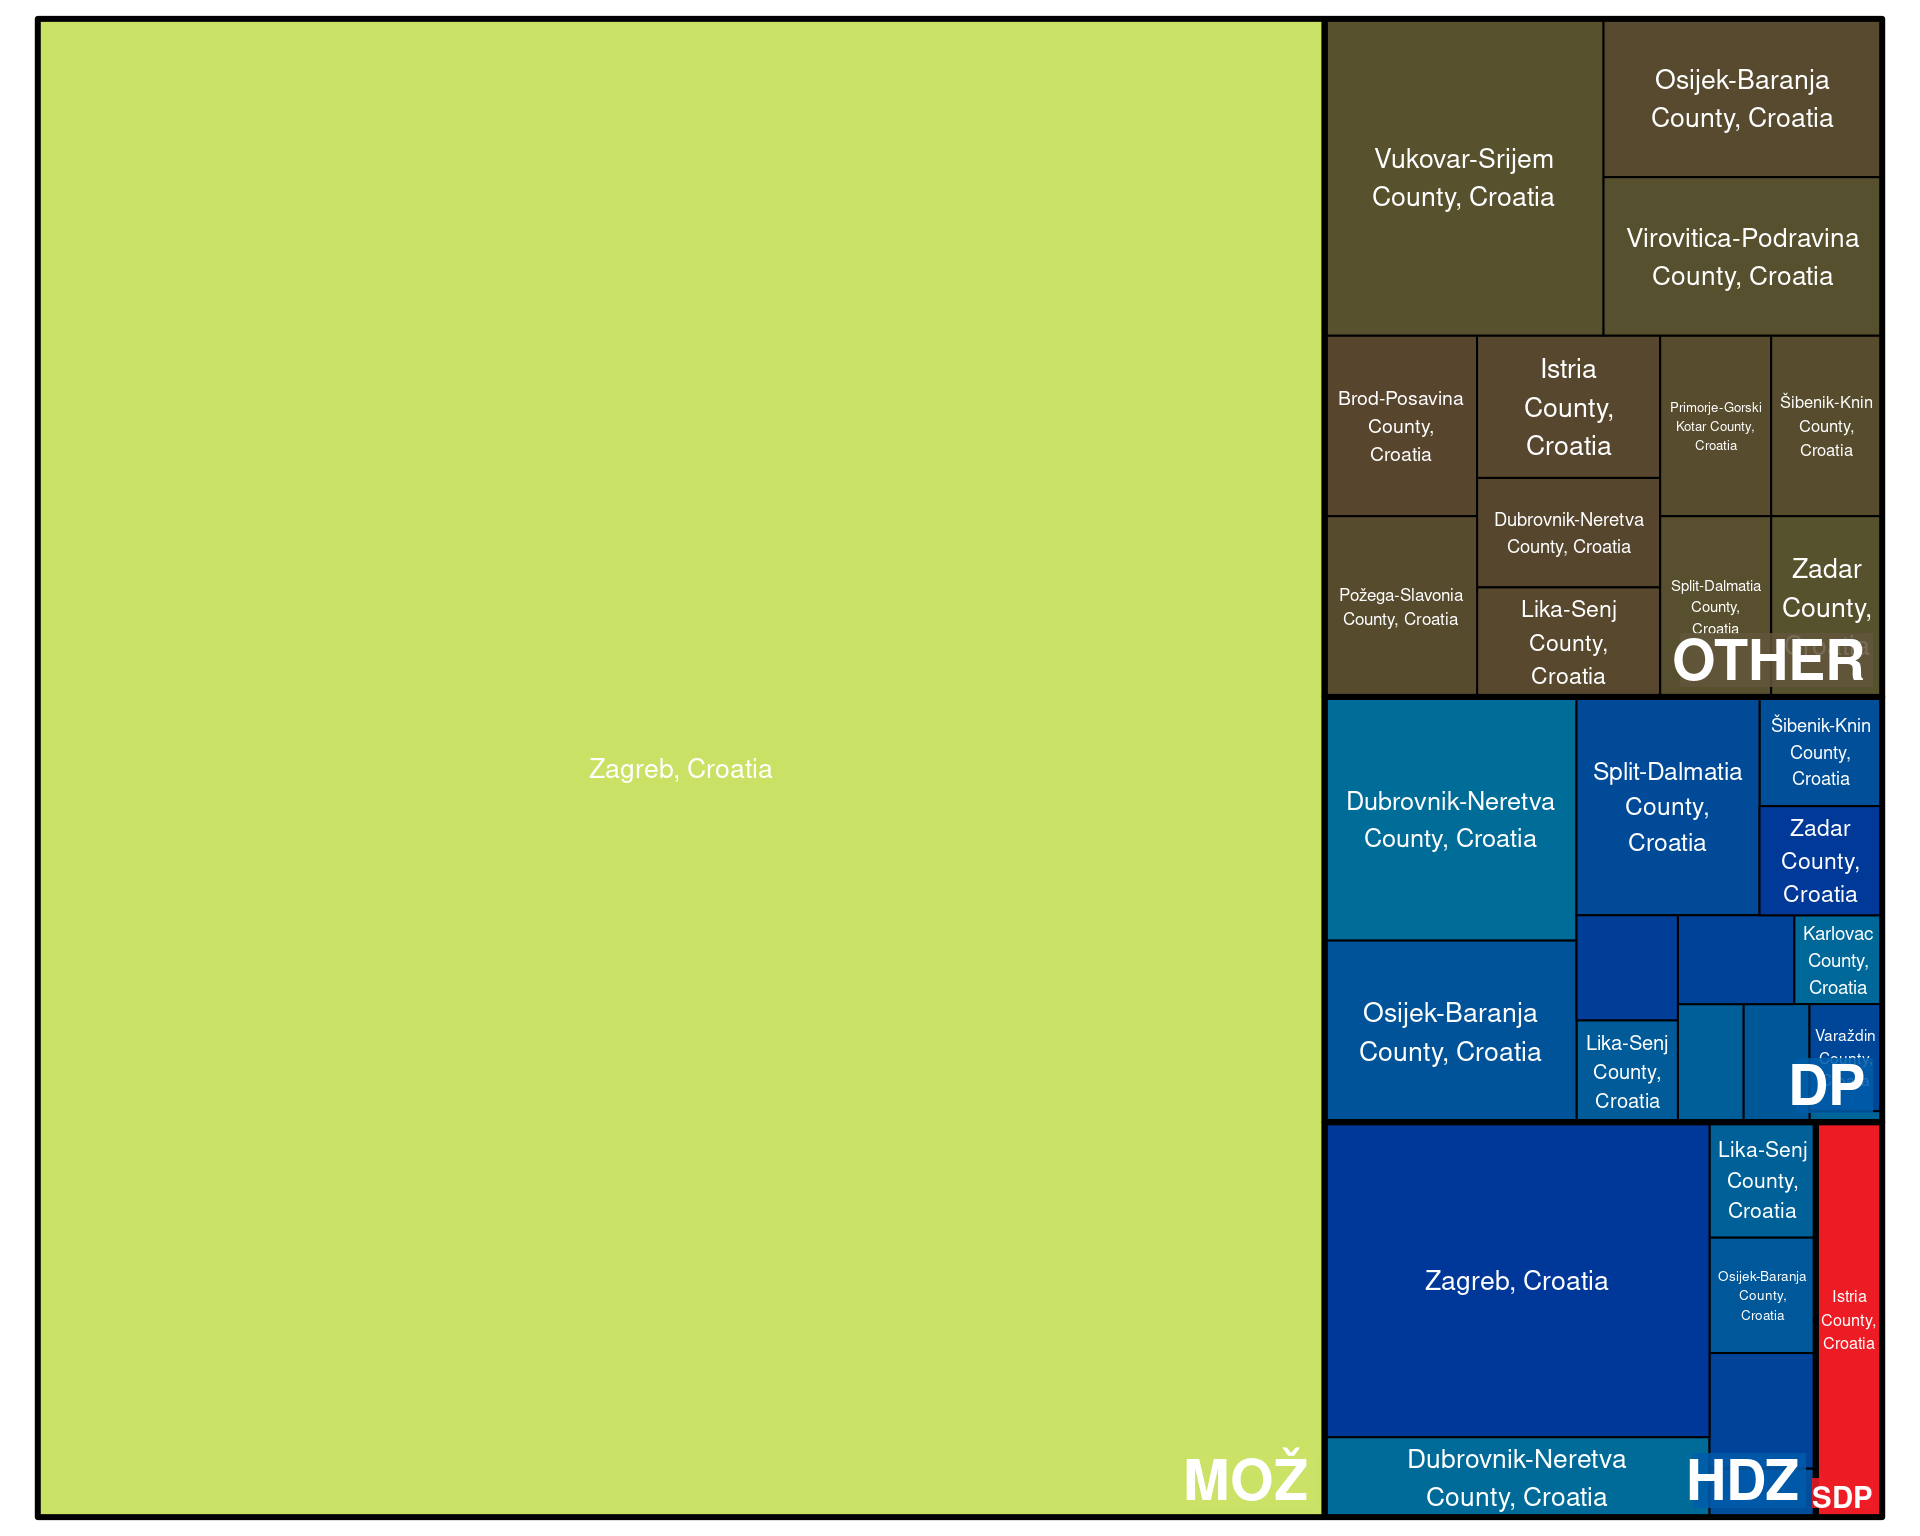 Zagreb, Croatia
MOŽ
Vukovar-Srijem
County, Croatia
Osijek-Baranja
County, Croatia
Virovitica-Podravina
County, Croatia
Brod-Posavina
County,
Croatia
Istria
County,
Croatia
Primorje-Gorski
Kotar County,
Croatia
Šibenik-Knin
County,
Croatia
Požega-Slavonia
County, Croatia
Dubrovnik-Neretva
County, Croatia
Lika-Senj
County,
Croatia
Split-Dalmatia
County,
Croatia
Zadar
County,
Croatia
OTHER
Dubrovnik-Neretva
County, Croatia
Osijek-Baranja
County, Croatia
Split-Dalmatia
County,
Croatia
Šibenik-Knin
County,
Croatia
Zadar
County,
Croatia
Karlovac
County,
Croatia
Lika-Senj
County,
Croatia
Varaždin
County,
DP
Zagreb, Croatia
Dubrovnik-Neretva
County, Croatia
Lika-Senj
County,
Croatia
Osijek-Baranja
County,
Croatia
HDZ
Istria
County,
Croatia
SDP